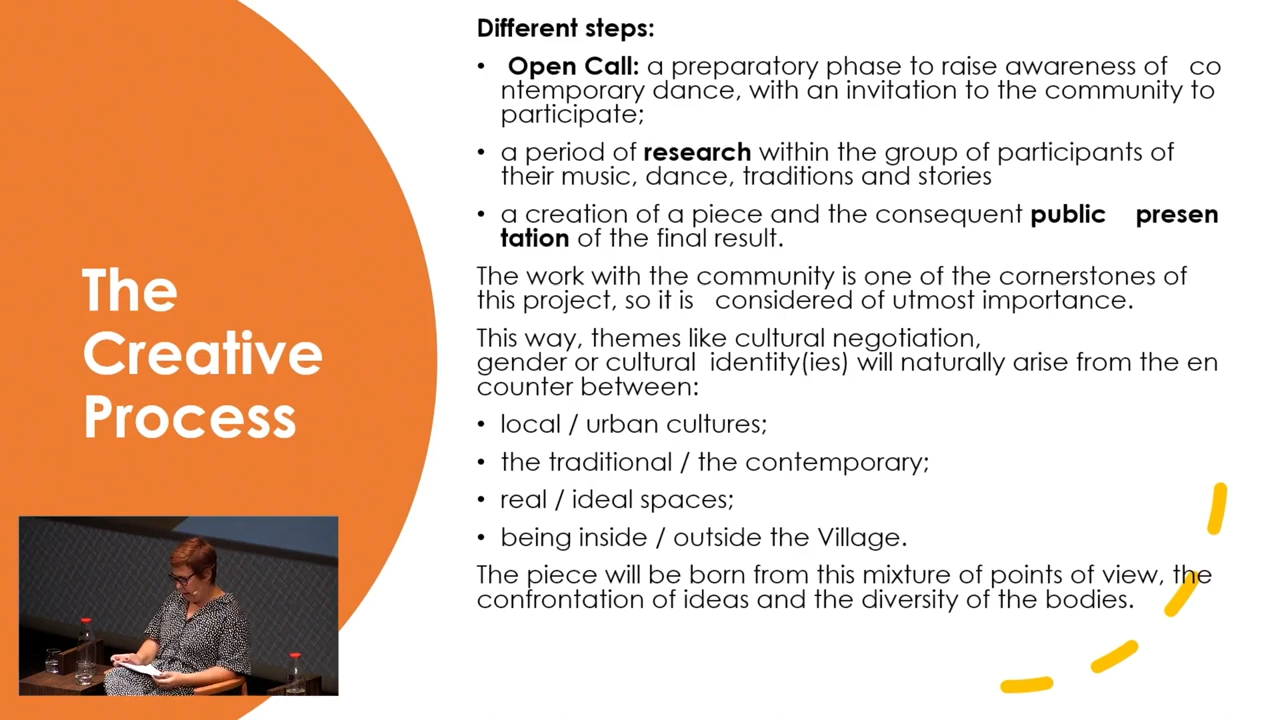 The
Creative
Process
Different steps:
• Open Call: a preparatory phase to raise awareness of co
ntemporary dance, with an invitation to the community to
participate;
• a period of research within the group of participants of
their music, dance, traditions and stories
• a creation of a piece and the consequent public presen
tation of the final result.
The work with the community is one of the cornerstones of
this project, so it is considered of utmost importance.
This way, themes like cultural negotiation,
gender or cultural identity(ies) will naturally arise from the en
counter between:
• local / urban cultures;
• the traditional / the contemporary;
• real / ideal spaces;
• being inside / outside the Village.
The piece will be born from this mixture of points of view, the
confrontation of ideas and the diversity of the bodies.